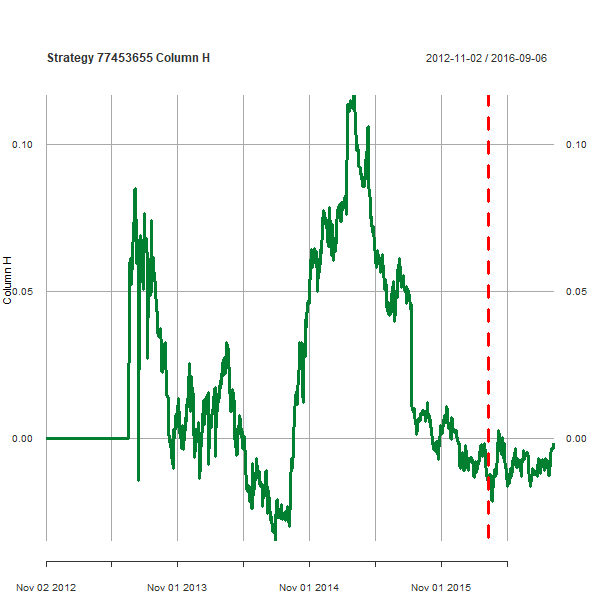 Strategy 77453655 Column H
2012-11-02 / 2016-09-06
Column H
0.10
0.10
0.05
0.05
0.00
0.00
Nov 02 2012
Nov 01 2013
Nov 01 2014
Nov 01 2015